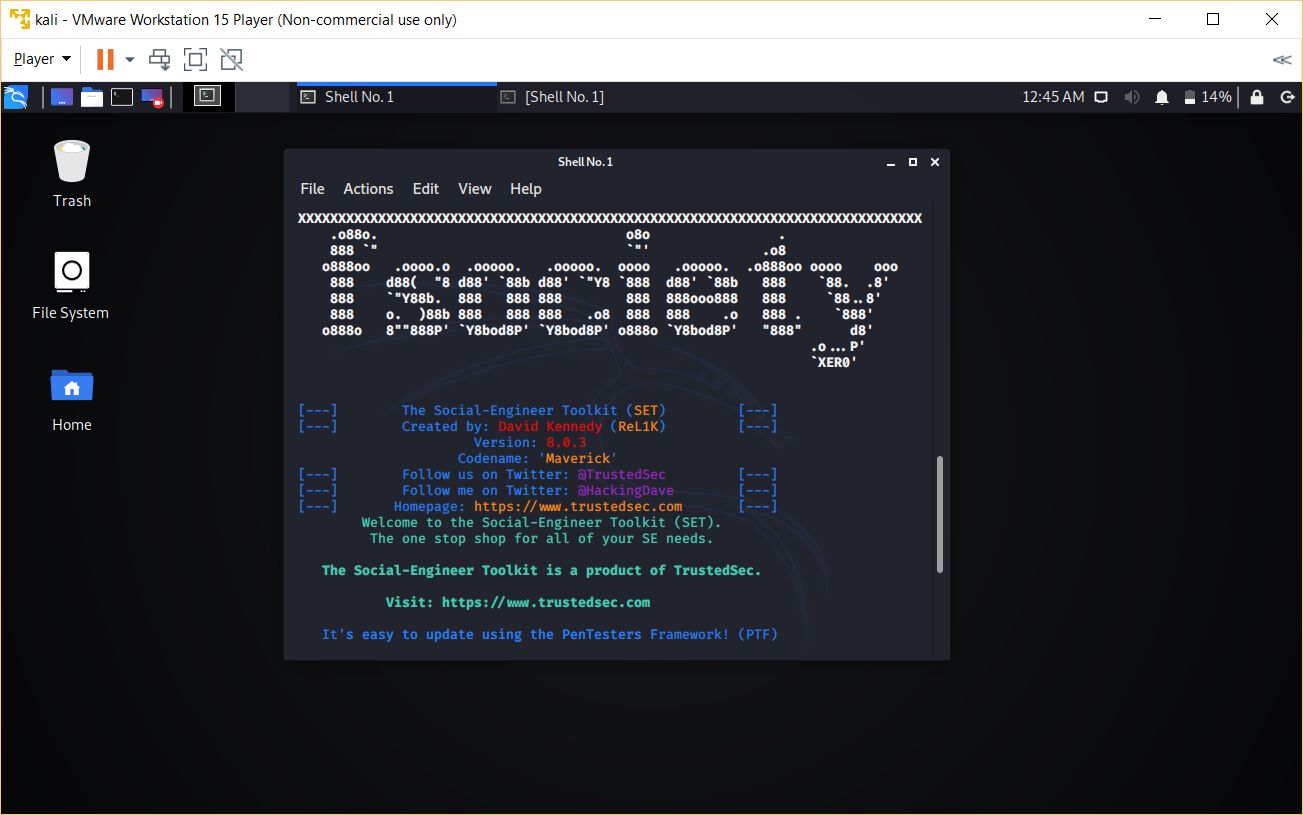 kali - VMware Workstation 15 Player (Non-commercial use only)
Player
Shell No. 1
[Shell No. 1]
12:45 AM
14%
Trash
File System
Home
Shell No. 1
File Actions Edit View Help
XXXXXXXXXXXXXXXXXXXXXXXXXXXXXXXXXXXXXXXXXXXXXXXXXXXXXXXXXXXXXXXXXXXXXXXXXXXXXX
    .o88o.                               o8o                .
    888 `"                               `"'              .o8
   o888oo   .oooo.o  .ooooo.   .ooooo.  oooo   .ooooo.  .o888oo oooo    ooo
    888    d88(  "8 d88' `88b d88' `"Y8 `888  d88' `88b   888    `88.  .8'
    888    `"Y88b.  888   888 888        888  888ooo888   888     `88..8'
    888    o.  )88b 888   888 888   .o8  888  888    .o   888 .    `888'
   o888o   8""888P' `Y8bod8P' `Y8bod8P' o888o `Y8bod8P'   "888"      d8'
                                                                .o...P'
                                                                `XER0'
[---]        The Social-Engineer Toolkit (SET)         [---]
[---]        Created by: David Kennedy (ReL1K)         [---]
                      Version: 8.0.3
                    Codename: 'Maverick'
[---]        Follow us on Twitter: @TrustedSec         [---]
[---]        Follow me on Twitter: @HackingDave        [---]
[---]       Homepage: https://www.trustedsec.com       [---]
        Welcome to the Social-Engineer Toolkit (SET).
         The one stop shop for all of your SE needs.
   The Social-Engineer Toolkit is a product of TrustedSec.
           Visit: https://www.trustedsec.com
   It's easy to update using the PenTesters Framework! (PTF)